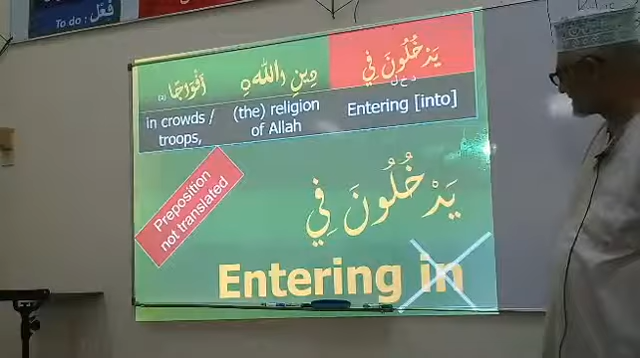 فَعَّلَ
To do :
يَدْخُلُونَ فِي
دِينِ اللّٰهِ
أَفْوَاجًا
د خ ل
Entering [into]
(the) religion
of Allah
in crowds /
troops,
Preposition
not translated
يَدْخُلُونَ فِي
Entering in